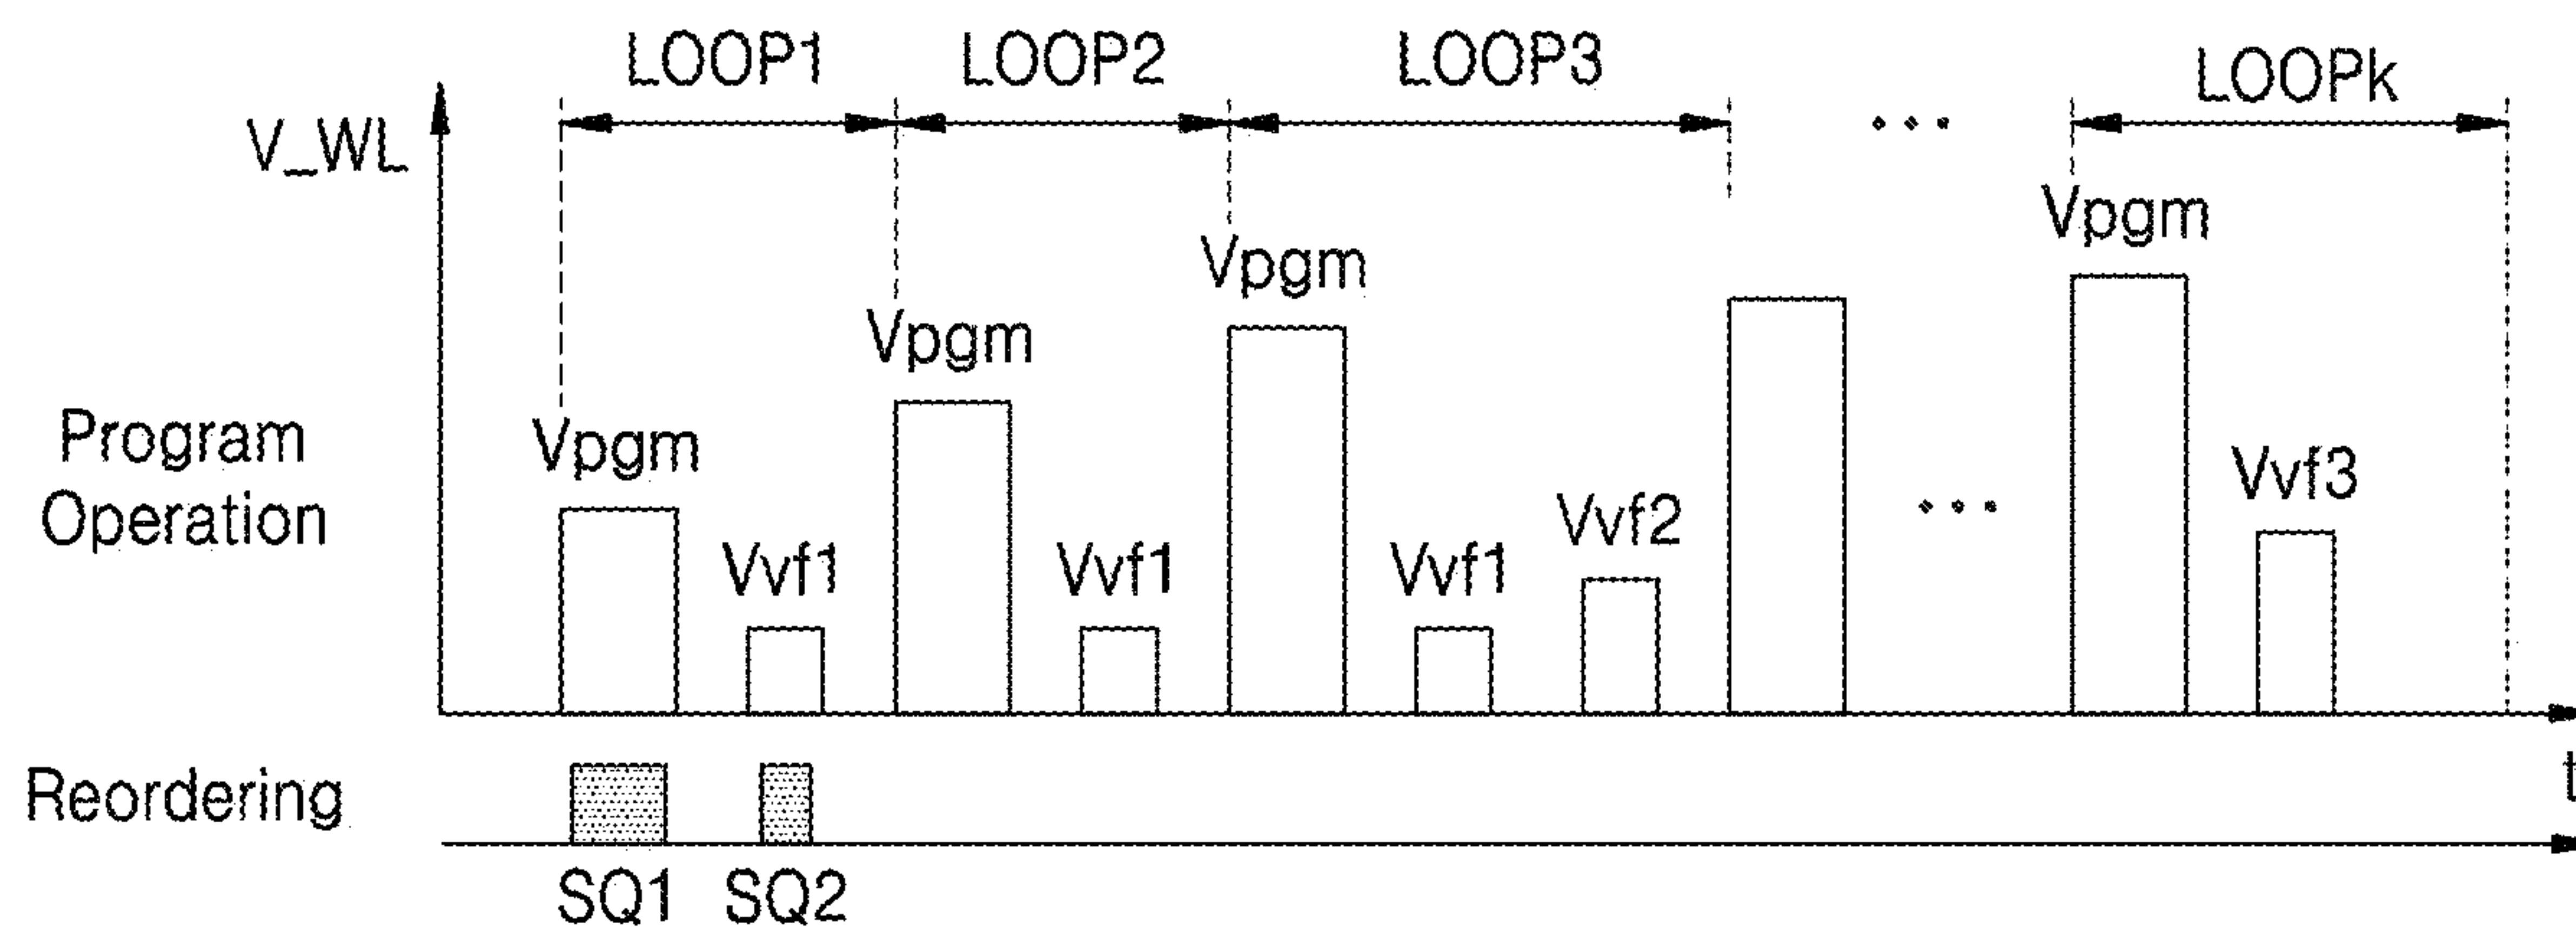 LOOP1
LOOP2
LOOP3
LOOPk
V_WL
Vpgm
Vpgm
Vpgm
Vpgm
Program
Operation
Vvf1
Vvf1
Vvf1
Vvf2
Vvf3
t
Reordering
SQ1
SQ2